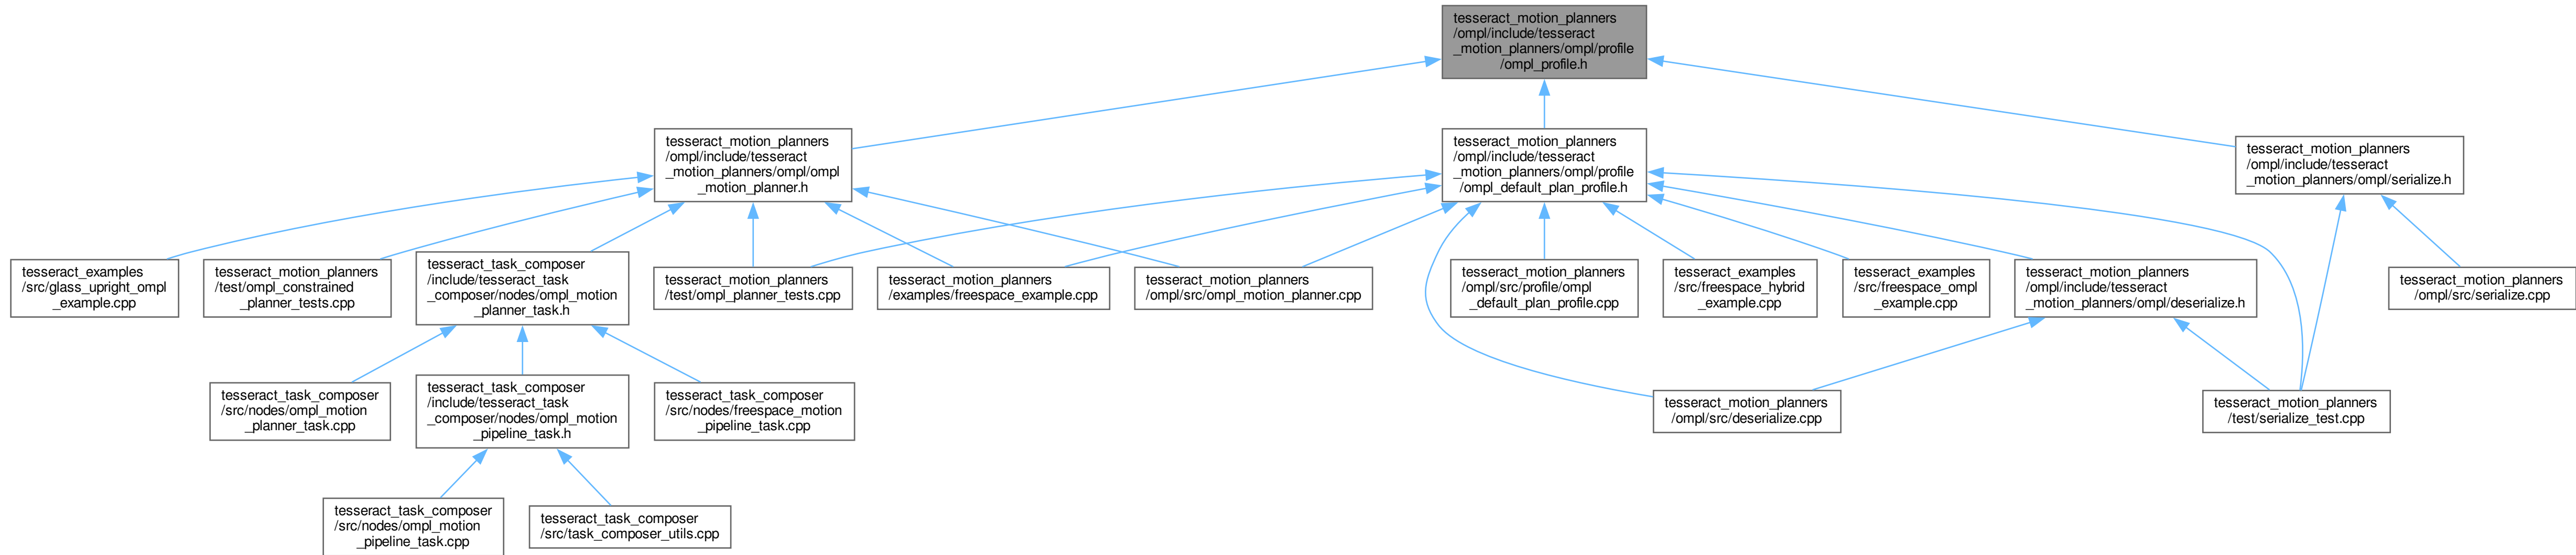 tesseract_motion_planners
/ompl/include/tesseract
_motion_planners/ompl/profile
/ompl_profile.h
tesseract_motion_planners
/ompl/include/tesseract
_motion_planners/ompl/ompl
_motion_planner.h
tesseract_motion_planners
/ompl/include/tesseract
_motion_planners/ompl/profile
/ompl_default_plan_profile.h
tesseract_motion_planners
/ompl/include/tesseract
_motion_planners/ompl/serialize.h
tesseract_examples
/src/glass_upright_ompl
_example.cpp
tesseract_motion_planners
/test/ompl_constrained
_planner_tests.cpp
tesseract_task_composer
/include/tesseract_task
_composer/nodes/ompl_motion
_planner_task.h
tesseract_motion_planners
/test/ompl_planner_tests.cpp
tesseract_motion_planners
/examples/freespace_example.cpp
tesseract_motion_planners
/ompl/src/ompl_motion_planner.cpp
tesseract_motion_planners
/ompl/src/profile/ompl
_default_plan_profile.cpp
tesseract_examples
/src/freespace_hybrid
_example.cpp
tesseract_examples
/src/freespace_ompl
_example.cpp
tesseract_motion_planners
/ompl/include/tesseract
_motion_planners/ompl/deserialize.h
tesseract_motion_planners
/ompl/src/serialize.cpp
tesseract_task_composer
/src/nodes/ompl_motion
_planner_task.cpp
tesseract_task_composer
/include/tesseract_task
_composer/nodes/ompl_motion
_pipeline_task.h
tesseract_task_composer
/src/nodes/freespace_motion
_pipeline_task.cpp
tesseract_motion_planners
/ompl/src/deserialize.cpp
tesseract_motion_planners
/test/serialize_test.cpp
tesseract_task_composer
/src/nodes/ompl_motion
_pipeline_task.cpp
tesseract_task_composer
/src/task_composer_utils.cpp